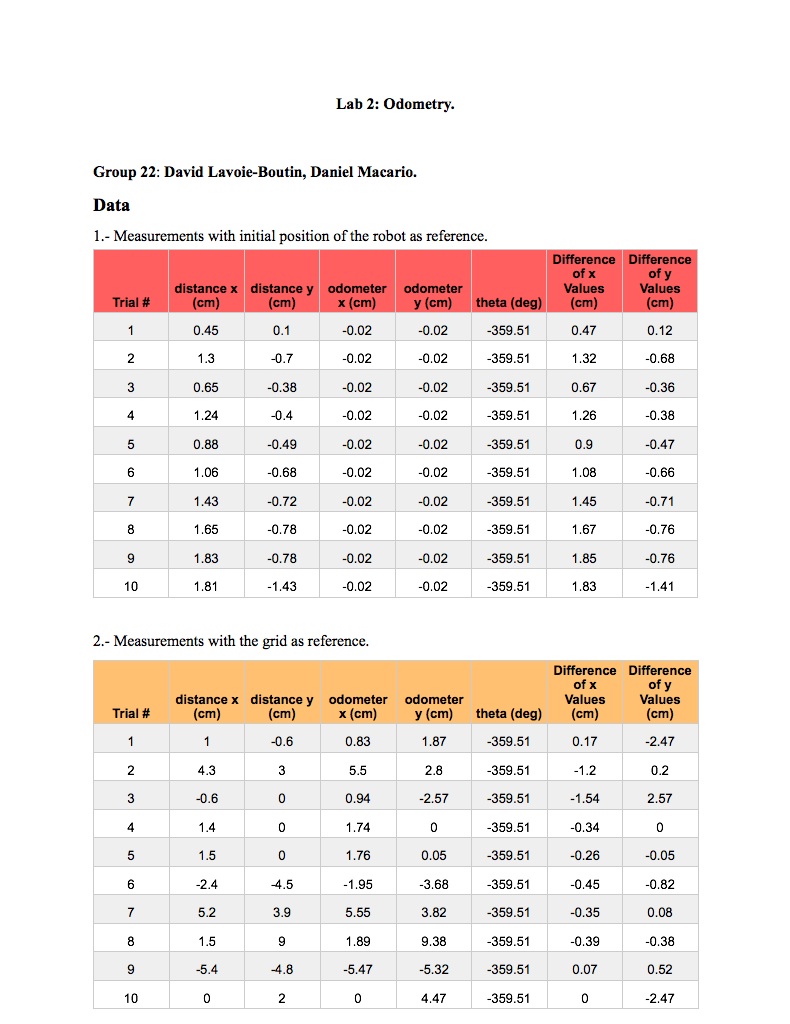 Lab 2: Odometry.
Group 22: David Lavoie-Boutin, Daniel Macario.
Data
1.- Measurements with initial position of the robot as reference.
Trial # distance x (cm) distance y (cm) odometer x (cm) odometer y (cm) theta (deg) Difference of x Values (cm) Difference of y Values (cm)
1 0.45 0.1 -0.02 -0.02 -359.51 0.47 0.12
2 1.3 -0.7 -0.02 -0.02 -359.51 1.32 -0.68
3 0.65 -0.38 -0.02 -0.02 -359.51 0.67 -0.36
4 1.24 -0.4 -0.02 -0.02 -359.51 1.26 -0.38
5 0.88 -0.49 -0.02 -0.02 -359.51 0.9 -0.47
6 1.06 -0.68 -0.02 -0.02 -359.51 1.08 -0.66
7 1.43 -0.72 -0.02 -0.02 -359.51 1.45 -0.71
8 1.65 -0.78 -0.02 -0.02 -359.51 1.67 -0.76
9 1.83 -0.78 -0.02 -0.02 -359.51 1.85 -0.76
10 1.81 -1.43 -0.02 -0.02 -359.51 1.83 -1.41
2.- Measurements with the grid as reference.
Trial # distance x (cm) distance y (cm) odometer x (cm) odometer y (cm) theta (deg) Difference of x Values (cm) Difference of y Values (cm)
1 1 -0.6 0.83 1.87 -359.51 0.17 -2.47
2 4.3 3 5.5 2.8 -359.51 -1.2 0.2
3 -0.6 0 0.94 -2.57 -359.51 -1.54 2.57
4 1.4 0 1.74 0 -359.51 -0.34 0
5 1.5 0 1.76 0.05 -359.51 -0.26 -0.05
6 -2.4 -4.5 -1.95 -3.68 -359.51 -0.45 -0.82
7 5.2 3.9 5.55 3.82 -359.51 -0.35 0.08
8 1.5 9 1.89 9.38 -359.51 -0.39 -0.38
9 -5.4 -4.8 -5.47 -5.32 -359.51 0.07 0.52
10 0 2 0 4.47 -359.51 0 -2.47